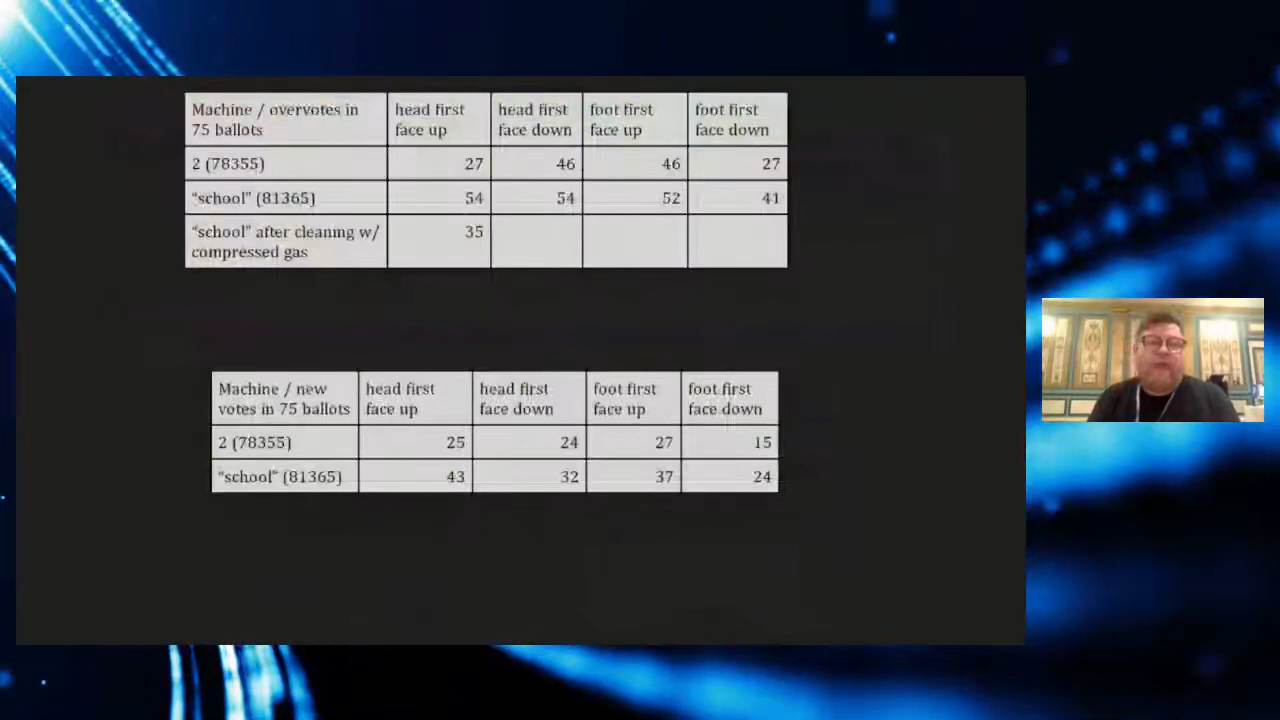 Machine / overvotes in 75 ballots head first face up head first face down foot first face up foot first face down
2 (78355) 27 46 46 27
“school” (81365) 54 54 52 41
“school” after cleaning w/ compressed gas 35
Machine / new votes in 75 ballots head first face up head first face down foot first face up foot first face down
2 (78355) 25 24 27 15
“school” (81365) 43 32 37 24